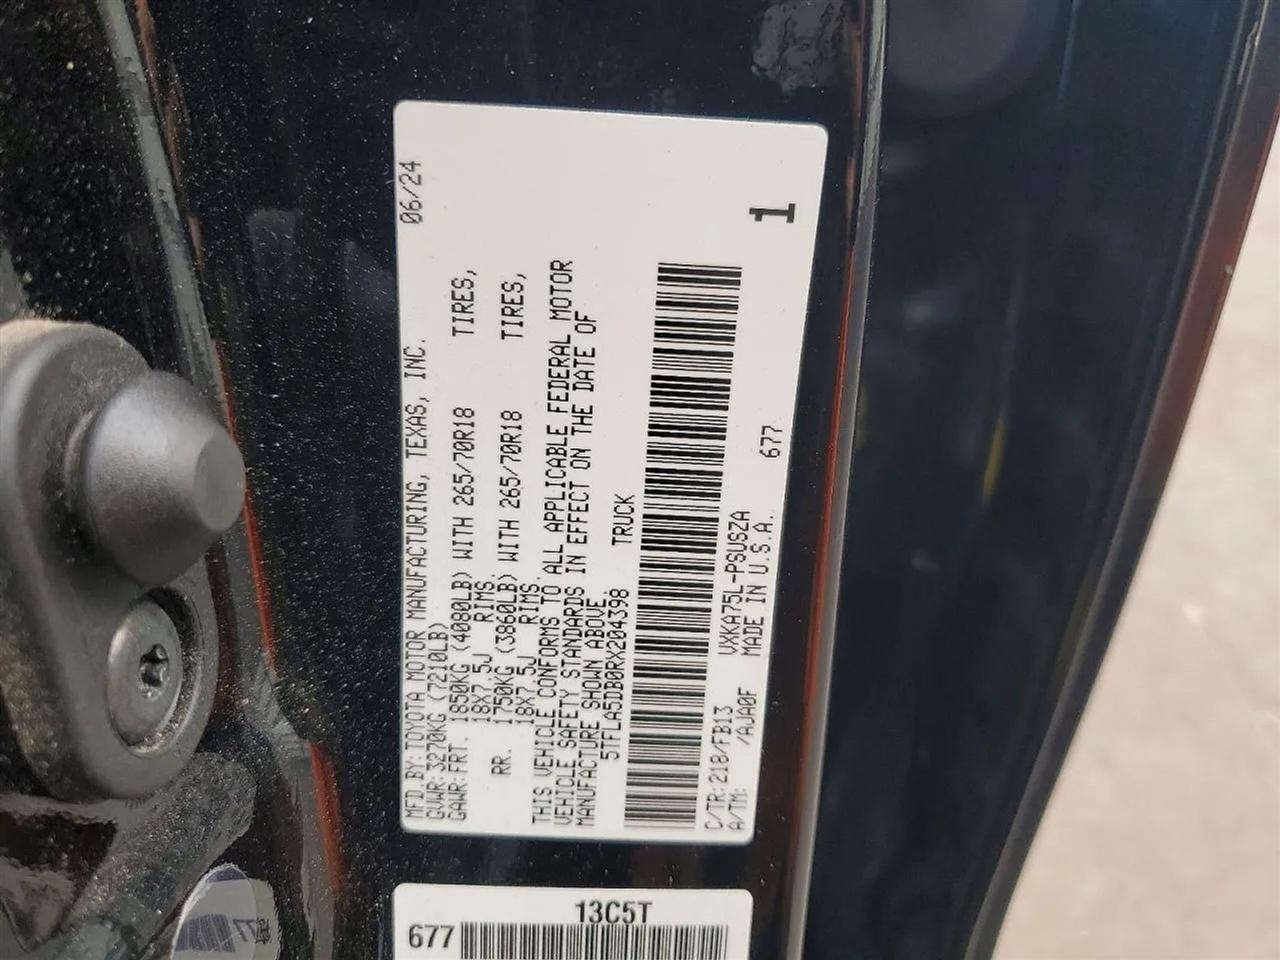 06/24
MFD.BY:TOYOTA MOTOR MANUFACTURING, TEXAS, INC.
GVWR:3270KG (7210LB)
GAWR:FRT. 1850KG (4080LB) WITH 265/70R18 TIRES,
18X7.5J RIMS.
RR. 1750KG (3860LB) WITH 265/70R18 TIRES,
18X7.5J RIMS.
THIS VEHICLE CONFORMS TO ALL APPLICABLE FEDERAL MOTOR
VEHICLE SAFETY STANDARDS IN EFFECT ON THE DATE OF
MANUFACTURE SHOWN ABOVE
5TFLA5DB0RX204398 TRUCK
C/TR:218/FB13 VXKA75L-PSUSZA 677
A/TM: /AJA0F MADE IN U.S.A.
1
13C5T
677